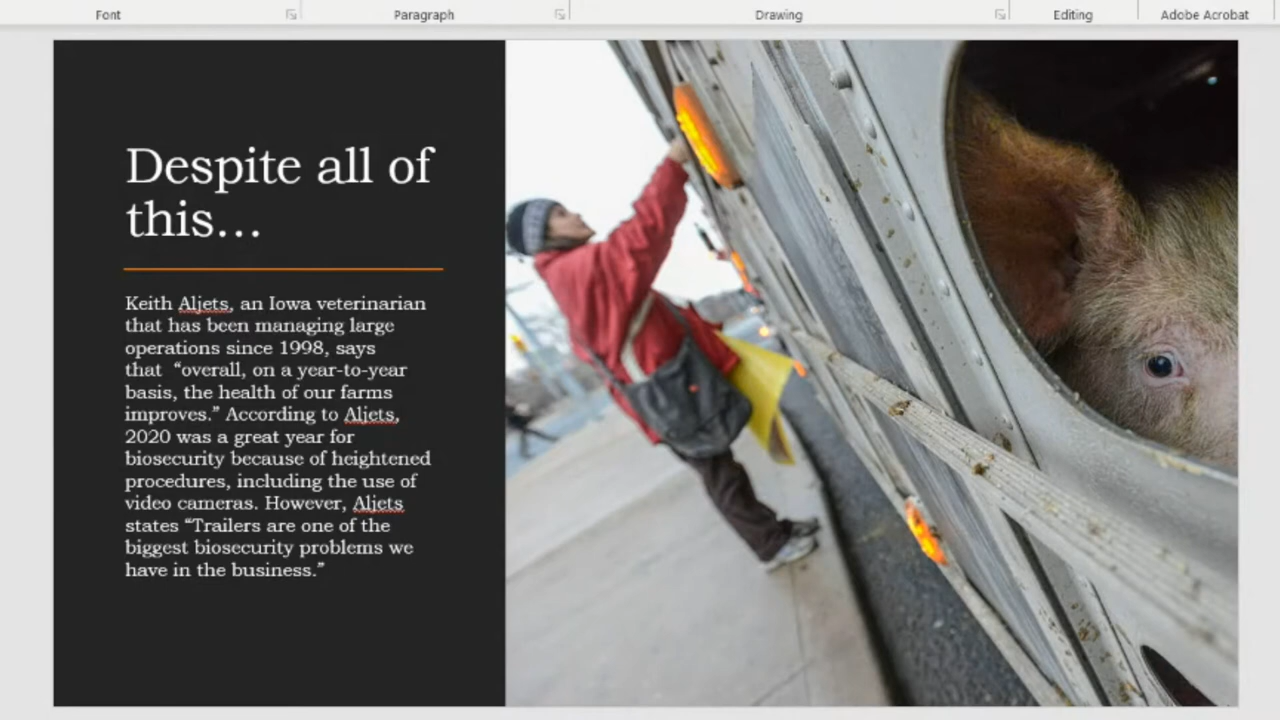 Font Paragraph Drawing Editing Adobe Acrobat
Despite all of
this...
Keith Aljets, an Iowa veterinarian
that has been managing large
operations since 1998, says
that “overall, on a year-to-year
basis, the health of our farms
improves.” According to Aljets,
2020 was a great year for
biosecurity because of heightened
procedures, including the use of
video cameras. However, Aljets
states “Trailers are one of the
biggest biosecurity problems we
have in the business.”